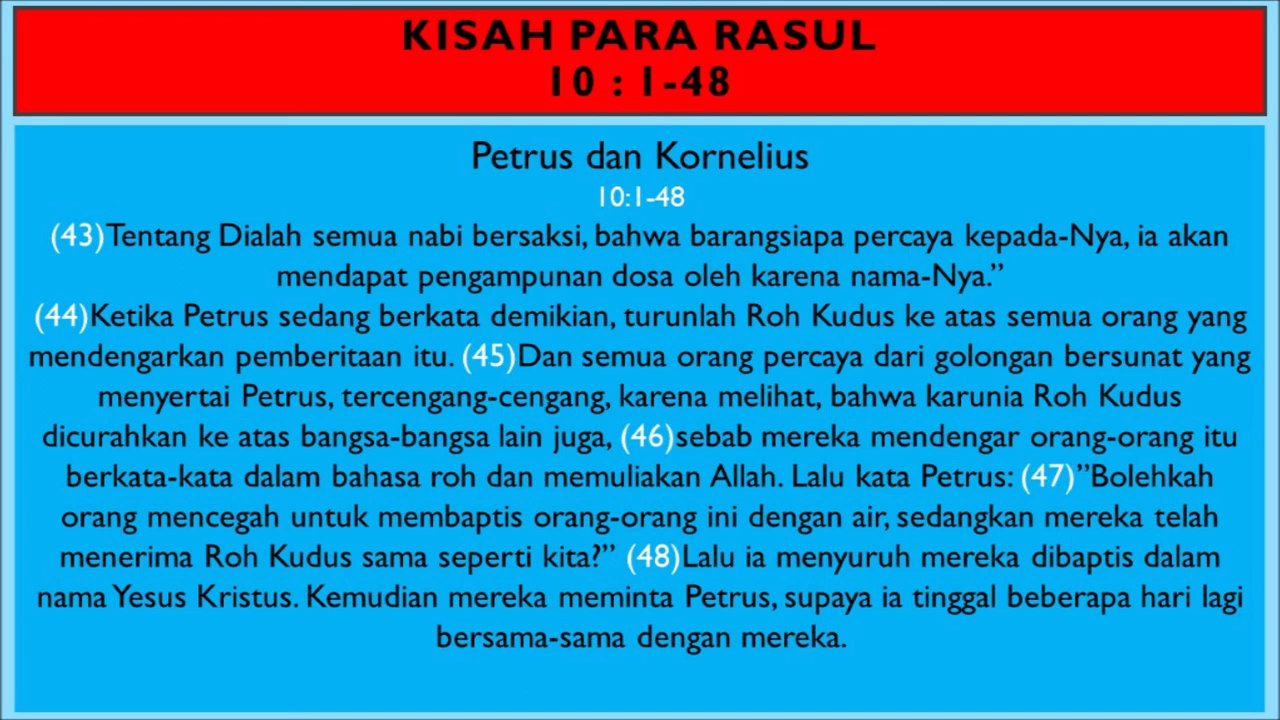 KISAH PARA RASUL
10 : 1-48
Petrus dan Kornelius
10:1-48
(43)Tentang Dialah semua nabi bersaksi, bahwa barangsiapa percaya kepada-Nya, ia akan
mendapat pengampunan dosa oleh karena nama-Nya.”
(44)Ketika Petrus sedang berkata demikian, turunlah Roh Kudus ke atas semua orang yang
mendengarkan pemberitaan itu. (45)Dan semua orang percaya dari golongan bersunat yang
menyertai Petrus, tercengang-cengang, karena melihat, bahwa karunia Roh Kudus
dicurahkan ke atas bangsa-bangsa lain juga, (46)sebab mereka mendengar orang-orang itu
berkata-kata dalam bahasa roh dan memuliakan Allah. Lalu kata Petrus: (47)”Bolehkah
orang mencegah untuk membaptis orang-orang ini dengan air, sedangkan mereka telah
menerima Roh Kudus sama seperti kita?” (48)Lalu ia menyuruh mereka dibaptis dalam
nama Yesus Kristus. Kemudian mereka meminta Petrus, supaya ia tinggal beberapa hari lagi
bersama-sama dengan mereka.